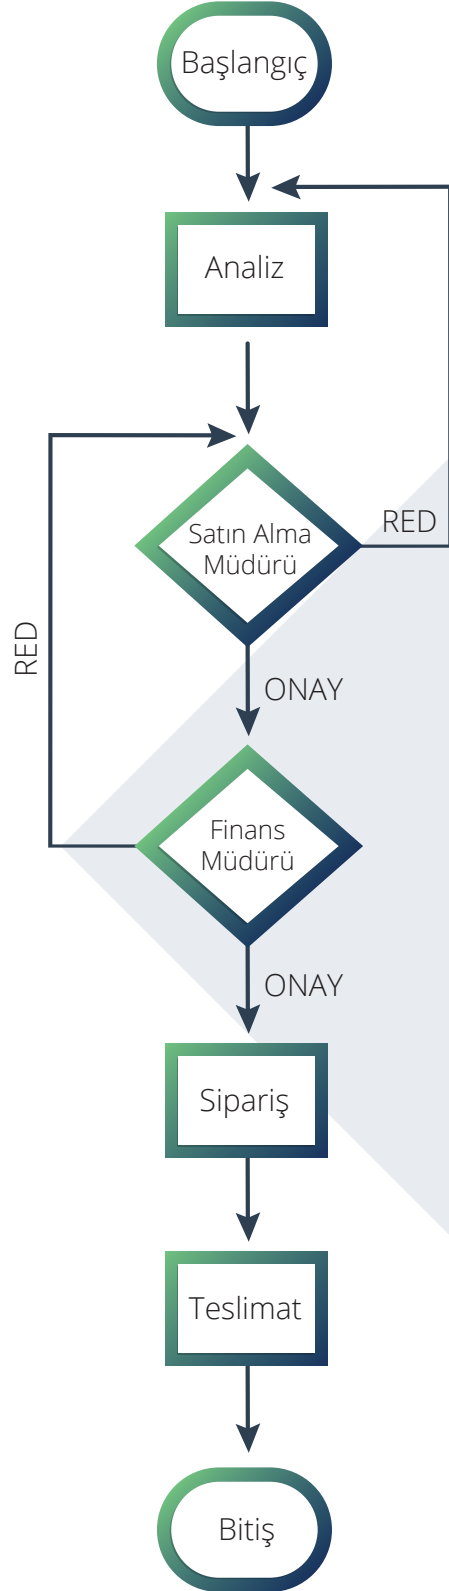 Başlangıç
Analiz
Satın Alma
Müdürü
RED
RED
ONAY
Finans
Müdürü
ONAY
Sipariş
Teslimat
Bitiş